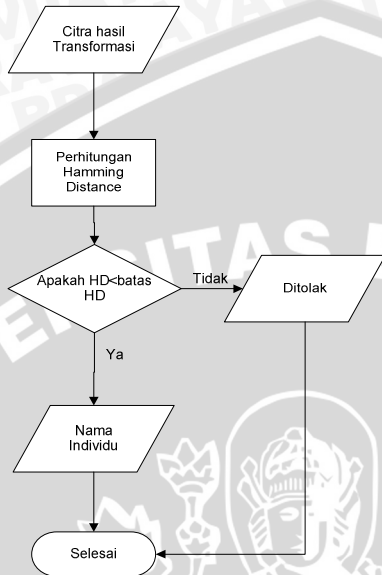 Citra hasil
Transformasi
Perhitungan
Hamming
Distance
Apakah HD<batas
HD
Tidak
Ditolak
Ya
Nama
Individu
Selesai